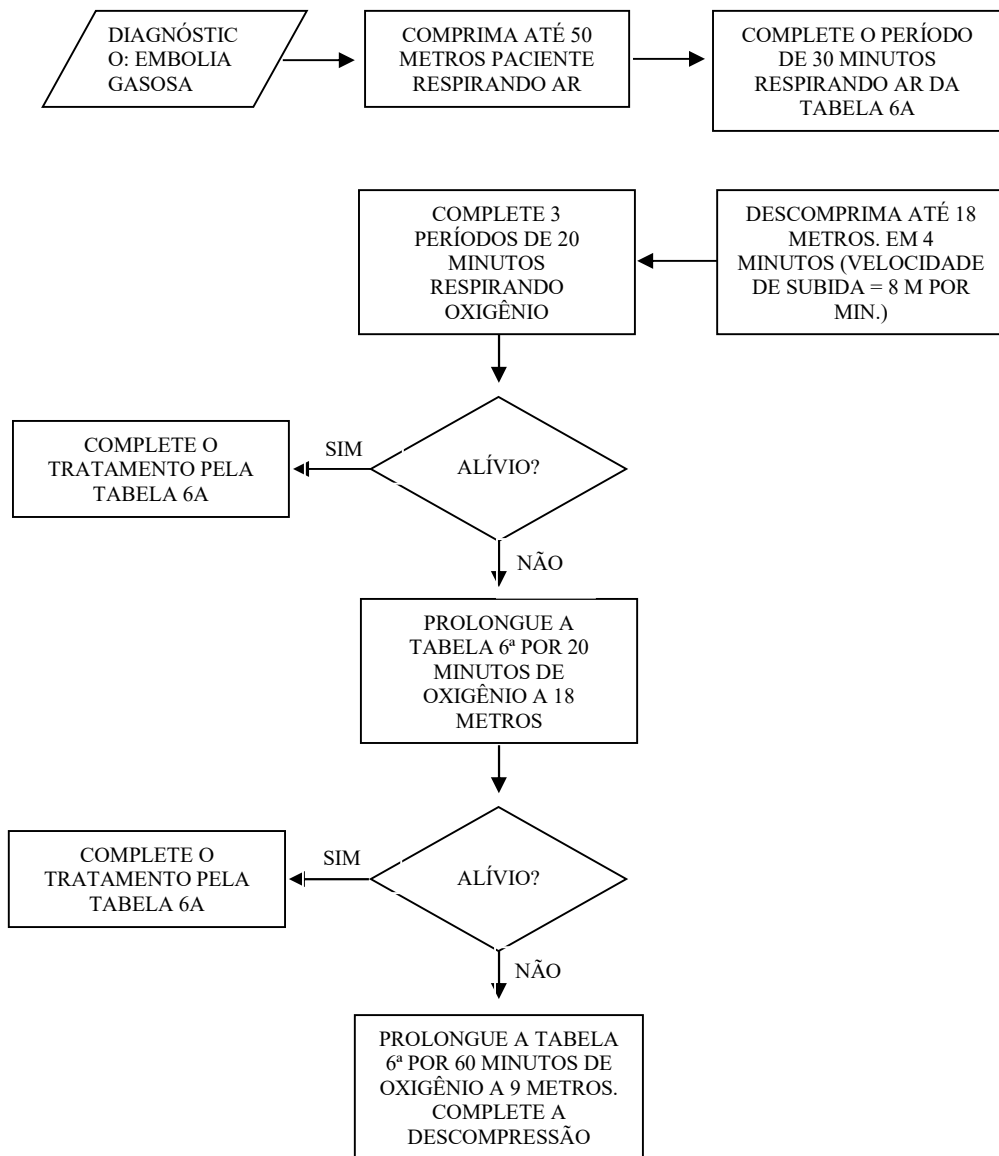 DIAGNÓSTIC
O: EMBOLIA
GASOSA
COMPRIMA ATÉ 50
METROS PACIENTE
RESPIRANDO AR
COMPLETE O PERÍODO
DE 30 MINUTOS
RESPIRANDO AR DA
TABELA 6A
DESCOMPRIMA ATÉ 18
METROS. EM 4
MINUTOS (VELOCIDADE
DE SUBIDA = 8 M POR
MIN.)
COMPLETE 3
PERÍODOS DE 20
MINUTOS
RESPIRANDO
OXIGÊNIO
ALÍVIO?
SIM
COMPLETE O
TRATAMENTO PELA
TABELA 6A
NÃO
PROLONGUE A
TABELA 6ª POR 20
MINUTOS DE
OXIGÊNIO A 18
METROS
ALÍVIO?
SIM
COMPLETE O
TRATAMENTO PELA
TABELA 6A
NÃO
PROLONGUE A TABELA
6ª POR 60 MINUTOS DE
OXIGÊNIO A 9 METROS.
COMPLETE A
DESCOMPRESSÃO